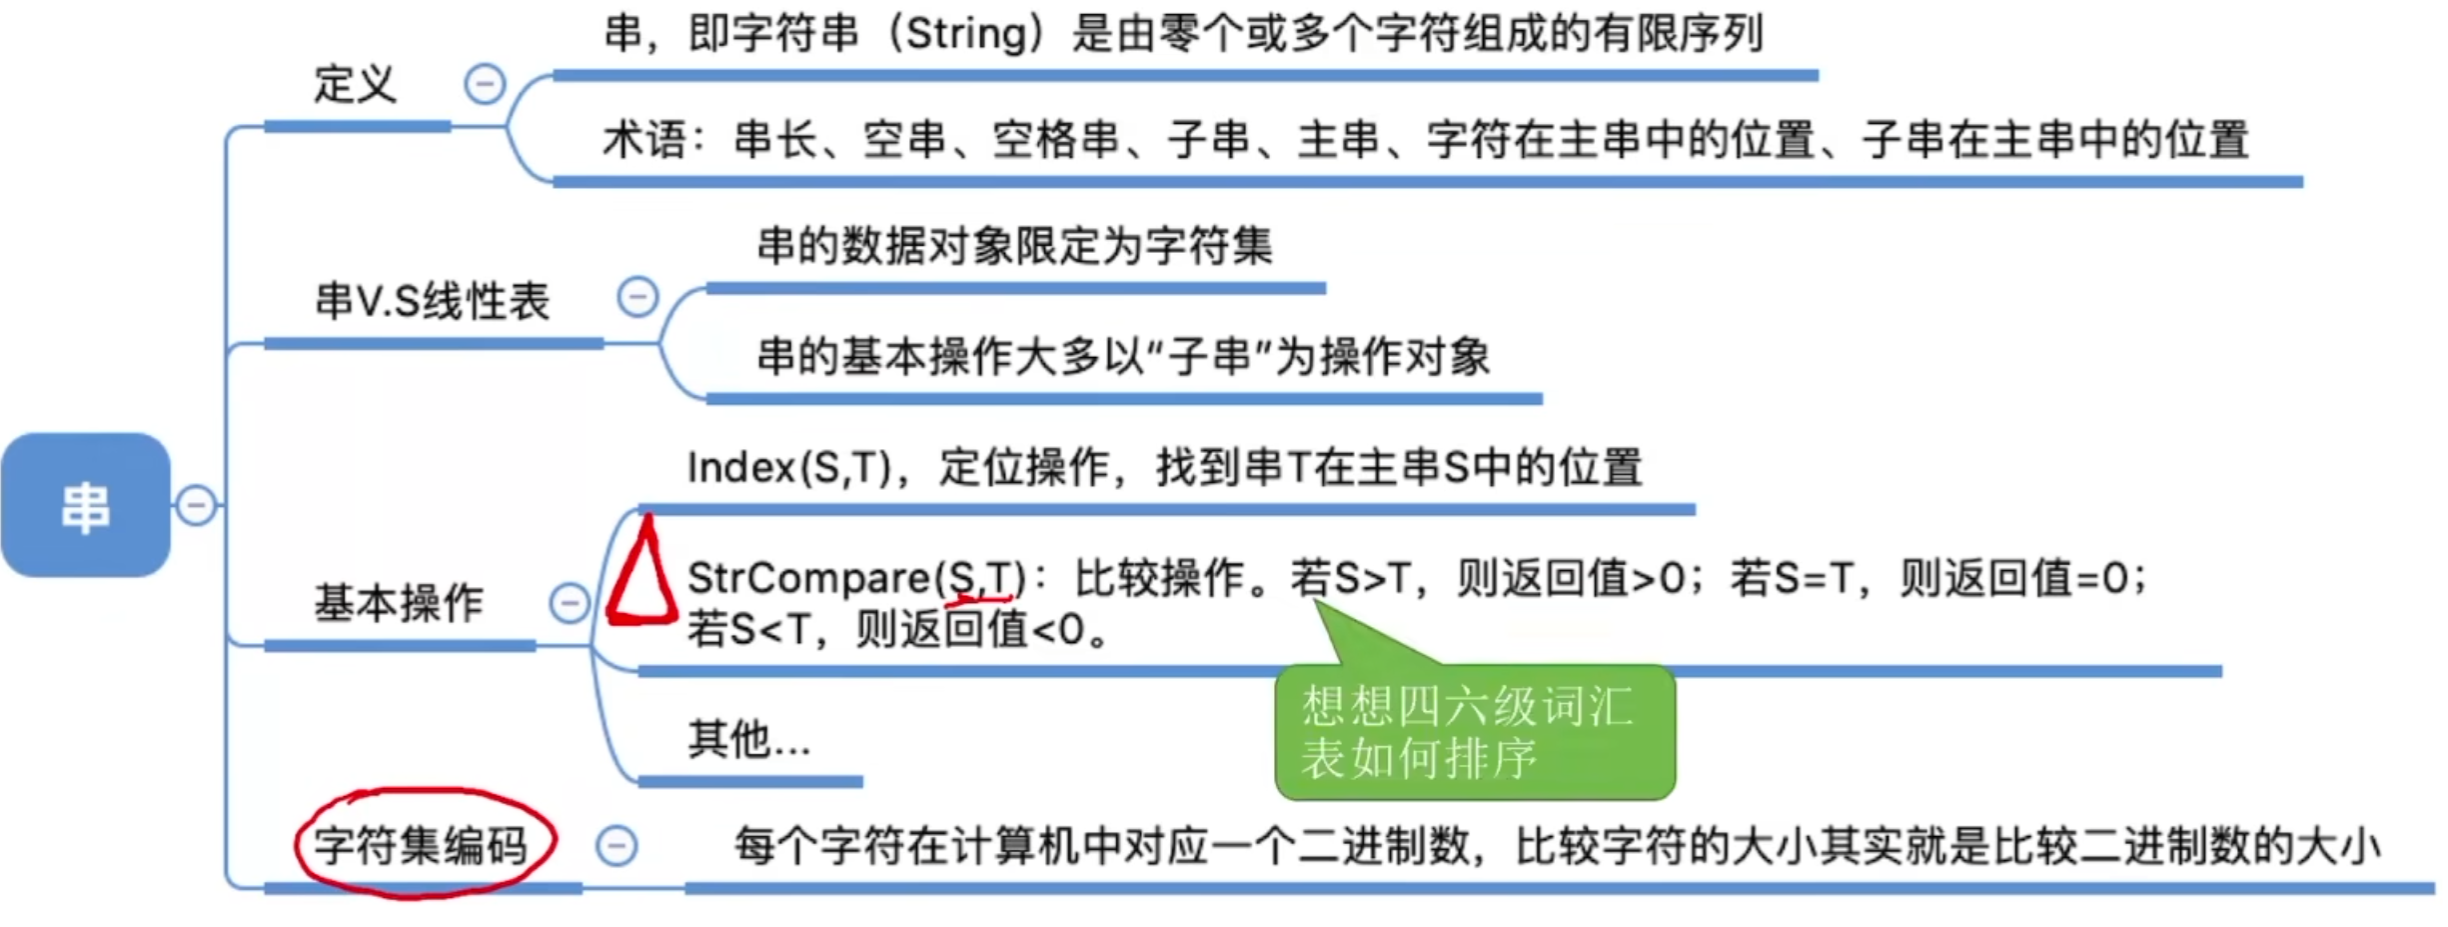 串，即字符串（String）是由零个或多个字符组成的有限序列
定义
术语：串长、空串、空格串、子串、主串、字符在主串中的位置、子串在主串中的位置
串的数据对象限定为字符集
串V.S线性表
串的基本操作大多以“子串”为操作对象
串
Index(S,T)，定位操作，找到串T在主串S中的位置
基本操作
StrCompare(S,T)：比较操作。若S>T，则返回值>0；若S=T，则返回值=0；
若S<T，则返回值<0。
想想四六级词汇
表如何排序
其他...
字符集编码
每个字符在计算机中对应一个二进制数，比较字符的大小其实就是比较二进制数的大小